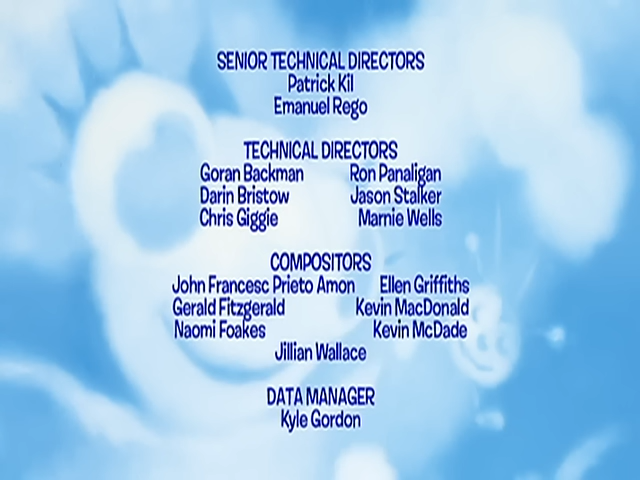 SENIOR TECHNICAL DIRECTORS
Patrick Kil
Emanuel Rego
TECHNICAL DIRECTORS
Goran Backman Ron Panaligan
Darin Bristow Jason Stalker
Chris Giggie Marnie Wells
COMPOSITORS
John Francesc Prieto Amon Ellen Griffiths
Gerald Fitzgerald Kevin MacDonald
Naomi Foakes Kevin McDade
Jillian Wallace
DATA MANAGER
Kyle Gordon